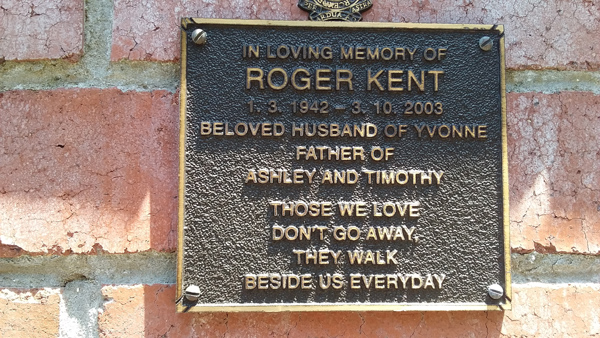 IN LOVING MEMORY OF
ROGER KENT
1. 3. 1942 – 3. 10. 2003
BELOVED HUSBAND OF YVONNE
FATHER OF
ASHLEY AND TIMOTHY
THOSE WE LOVE
DON'T GO AWAY,
THEY WALK
BESIDE US EVERYDAY